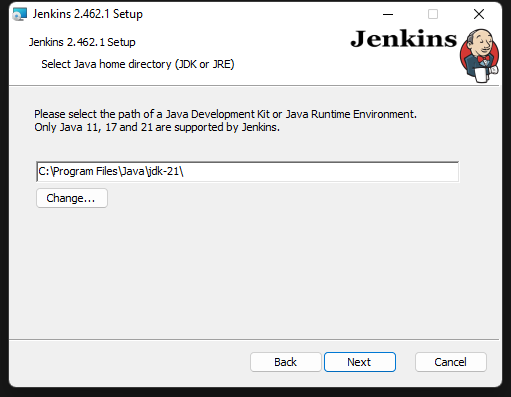 Jenkins 2.462.1 Setup
Jenkins 2.462.1 Setup
Jenkins
Select Java home directory (JDK or JRE)
Please select the path of a Java Development Kit or Java Runtime Environment.
Only Java 11, 17 and 21 are supported by Jenkins.
C:\Program Files\Java\jdk-21\
Change...
Back
Next
Cancel